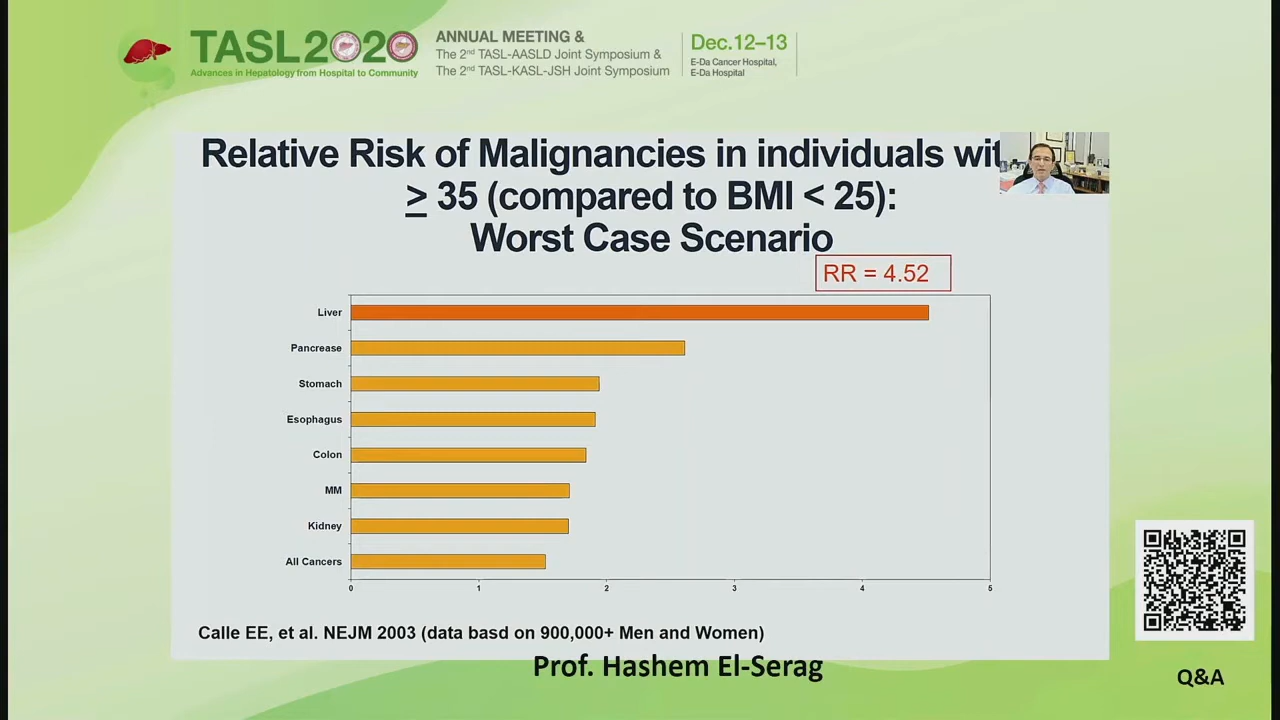 TASL2020
Advances in Hepatology from Hospital to Community
ANNUAL MEETING &
The 2nd TASL-AASLD Joint Symposium &
The 2nd TASL-KASL-JSH Joint Symposium
Dec.12–13
E-Da Cancer Hospital,
E-Da Hospital
Relative Risk of Malignancies in individuals wit
≥ 35 (compared to BMI < 25):
Worst Case Scenario
RR = 4.52
Liver
Pancrease
Stomach
Esophagus
Colon
MM
Kidney
All Cancers
0 1 2 3 4 5
Calle EE, et al. NEJM 2003 (data basd on 900,000+ Men and Women)
Prof. Hashem El-Serag
Q&A